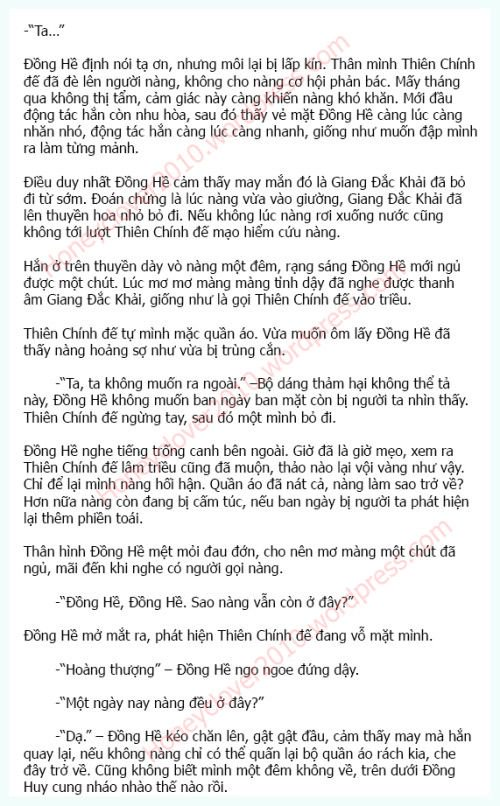 -“Ta...”
Đồng Hề định nói tạ ơn, nhưng môi lại bị lấp kín. Thân mình Thiên Chính
đế đã đè lên người nàng, không cho nàng cơ hội phản bác. Mấy tháng
qua không thị tẩm, cảm giác này càng khiến nàng khó khăn. Mới đầu
động tác hắn còn nhu hòa, sau đó thấy vẻ mặt Đồng Hề càng lúc càng
nhăn nhó, động tác hắn càng lúc càng nhanh, giống như muốn đập mình
ra làm từng mảnh.
Điều duy nhất Đồng Hề cảm thấy may mắn đó là Giang Đắc Khải đã bỏ
đi từ sớm. Đoán chừng là lúc nàng vừa vào giường, Giang Đắc Khải đã
lên thuyền hoa nhỏ bỏ đi. Nếu không lúc nàng rơi xuống nước cũng
không tới lượt Thiên Chính đế mạo hiểm cứu nàng.
Hắn ở trên thuyền dày vò nàng một đêm, rạng sáng Đồng Hề mới ngủ
được một chút. Lúc mơ mơ màng màng tỉnh dậy đã nghe được thanh
âm Giang Đắc Khải, giống như là gọi Thiên Chính đế vào triều.
Thiên Chính đế tự mình mặc quần áo. Vừa muốn ôm lấy Đồng Hề đã
thấy nàng hoảng sợ như vừa bị trùng cắn.
-“Ta, ta không muốn ra ngoài.” –Bộ dáng thảm hại không thể tả
này, Đồng Hề không muốn ban ngày ban mặt còn bị người ta nhìn thấy.
Thiên Chính đế ngừng tay, sau đó một mình bỏ đi.
Đồng Hề nghe tiếng trống canh bên ngoài. Giờ đã là giờ mẹo, xem ra
Thiên Chính đế lâm triều cũng đã muộn, thảo nào lại vội vàng như vậy.
Chỉ để lại mình nàng hối hận. Quần áo đã nát cả, nàng làm sao trở về?
Hơn nữa nàng còn đang bị cấm túc, nếu ban ngày bị người ta phát hiện
lại thêm phiền toái.
Thân hình Đồng Hề mệt mỏi đau đớn, cho nên mơ màng một chút đã
ngủ, mãi đến khi nghe có người gọi nàng.
-“Đồng Hề, Đồng Hề. Sao nàng vẫn còn ở đây?”
Đồng Hề mở mắt ra, phát hiện Thiên Chính đế đang vỗ mặt mình.
-“Hoàng thượng” – Đồng Hề ngo ngoe đứng dậy.
-“Một ngày nay nàng đều ở đây?”
-“Dạ.” – Đồng Hề kéo chăn lên, gật gật đầu, cảm thấy may mà hắn
quay lại, nếu không nàng chỉ có thể quấn lại bộ quần áo rách kia, che
đây trở về. Cũng không biết mình một đêm không về, trên dưới Đồng
Huy cung nháo nhào thế nào rồi.
Honeyclover2010.wordpress.com
Honeyclover2010.wordpress.com
Honeyclover2010.wordpress.com